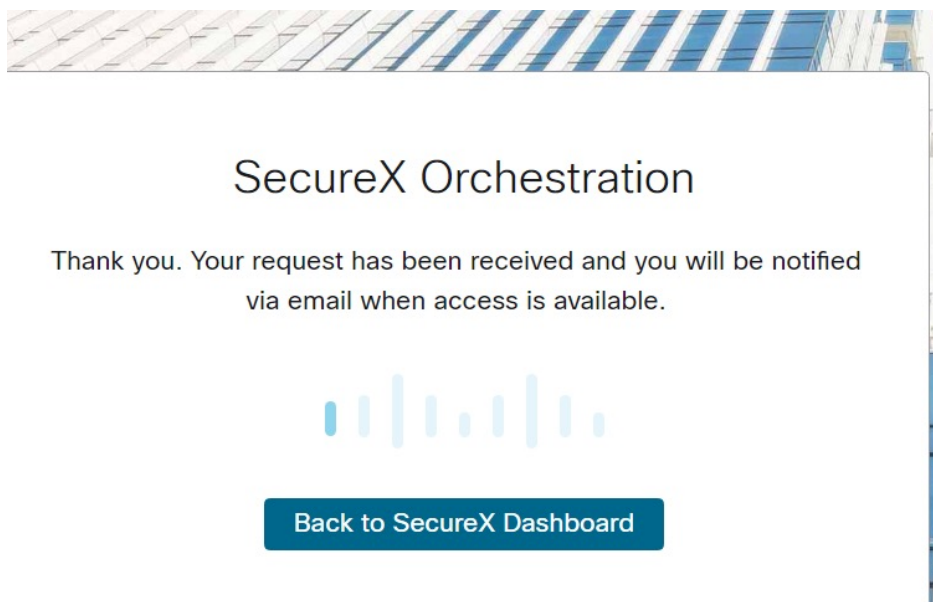 SecureX Orchestration
Thank you. Your request has been received and you will be notified
via email when access is available.
Back to SecureX Dashboard